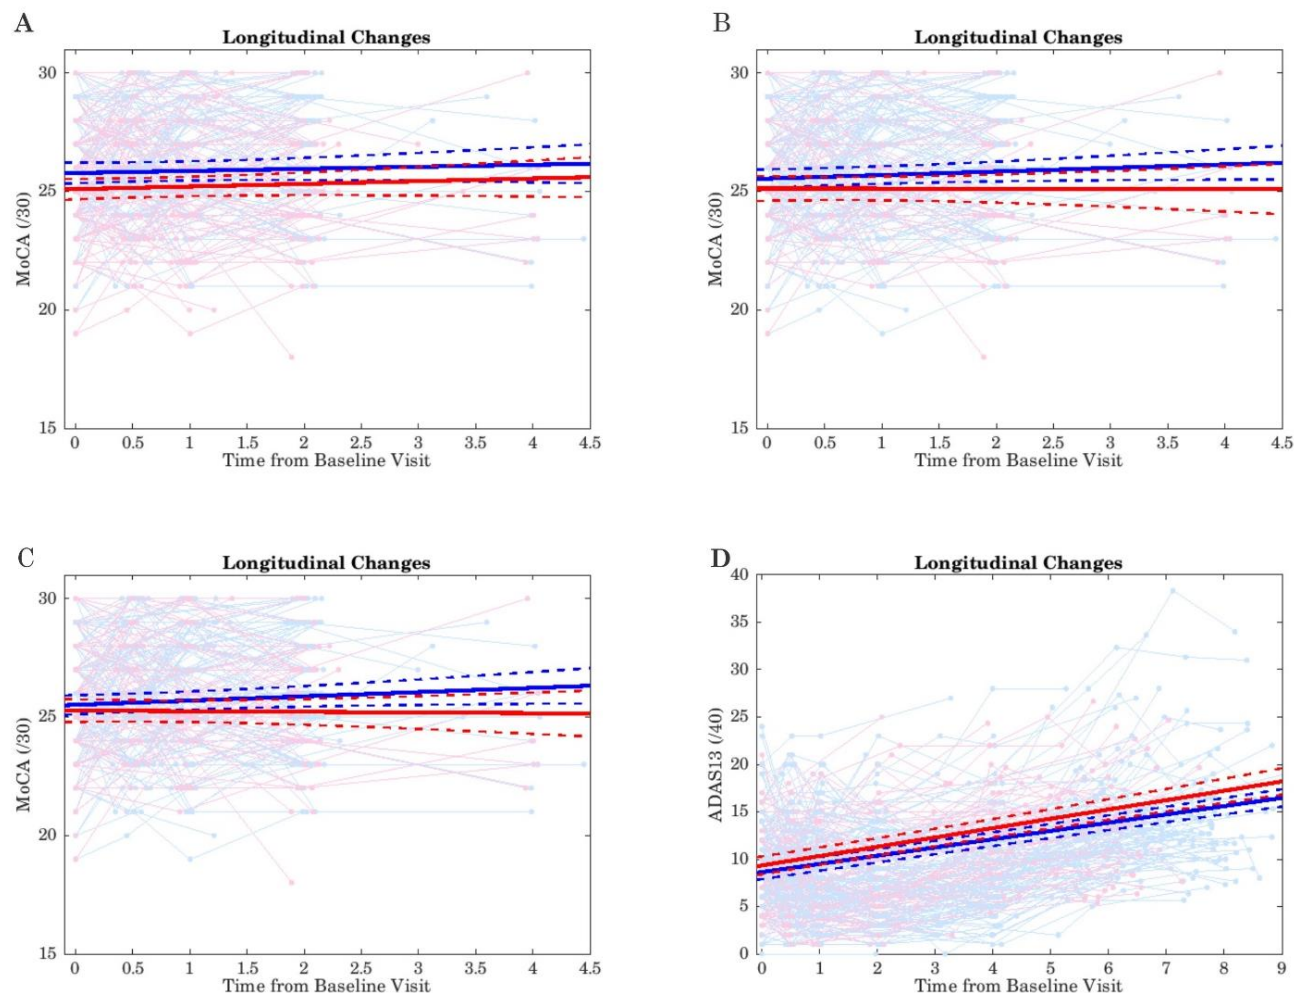 A
Longitudinal Changes
30
25
20
15
MoCA (/30)
0 0.5 1 1.5 2 2.5 3 3.5 4 4.5
Time from Baseline Visit
B
Longitudinal Changes
30
25
20
15
MoCA (/30)
0 0.5 1 1.5 2 2.5 3 3.5 4 4.5
Time from Baseline Visit
C
Longitudinal Changes
30
25
20
15
MoCA (/30)
0 0.5 1 1.5 2 2.5 3 3.5 4 4.5
Time from Baseline Visit
D
Longitudinal Changes
40
35
30
25
20
15
10
5
0
ADAS13 (/40)
0 1 2 3 4 5 6 7 8 9
Time from Baseline Visit